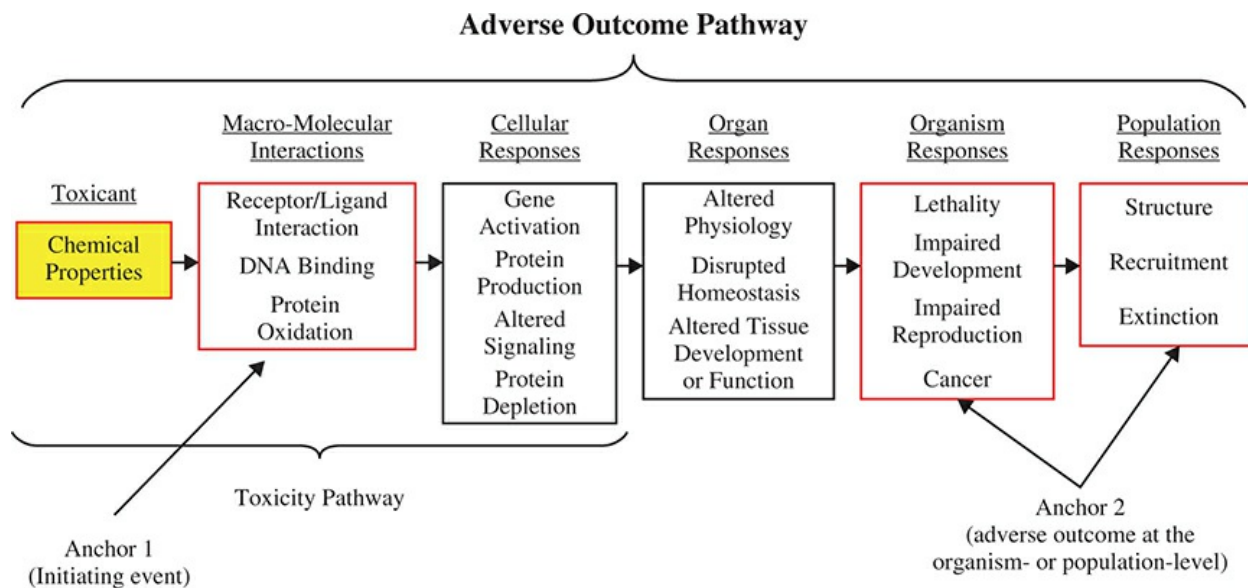 Adverse Outcome Pathway
Toxicant
Chemical
Properties
Macro-Molecular
Interactions
Receptor/Ligand
Interaction
DNA Binding
Protein
Oxidation
Cellular
Responses
Gene
Activation
Protein
Production
Altered
Signaling
Protein
Depletion
Organ
Responses
Altered
Physiology
Disrupted
Homeostasis
Altered Tissue
Development
or Function
Organism
Responses
Lethality
Impaired
Development
Impaired
Reproduction
Cancer
Population
Responses
Structure
Recruitment
Extinction
Toxicity Pathway
Anchor 1
(Initiating event)
Anchor 2
(adverse outcome at the
organism- or population-level)